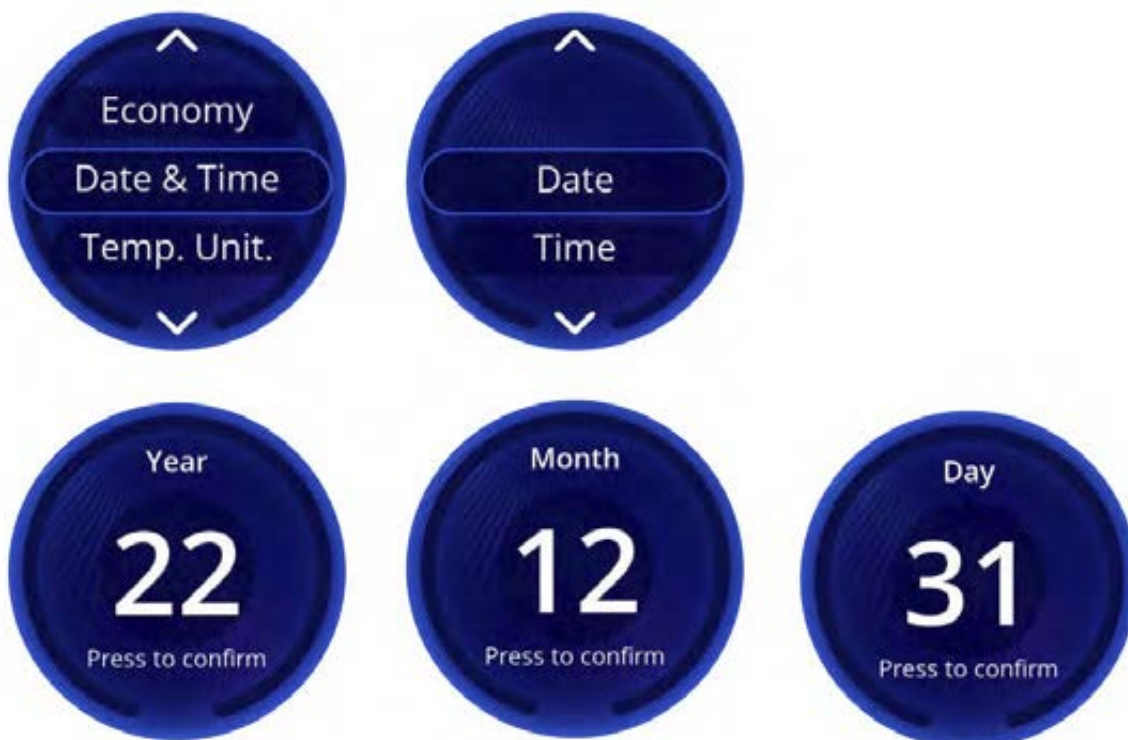 Economy
Date & Time
Temp. Unit.
Date
Time
Year
22
Press to confirm
Month
12
Press to confirm
Day
31
Press to confirm